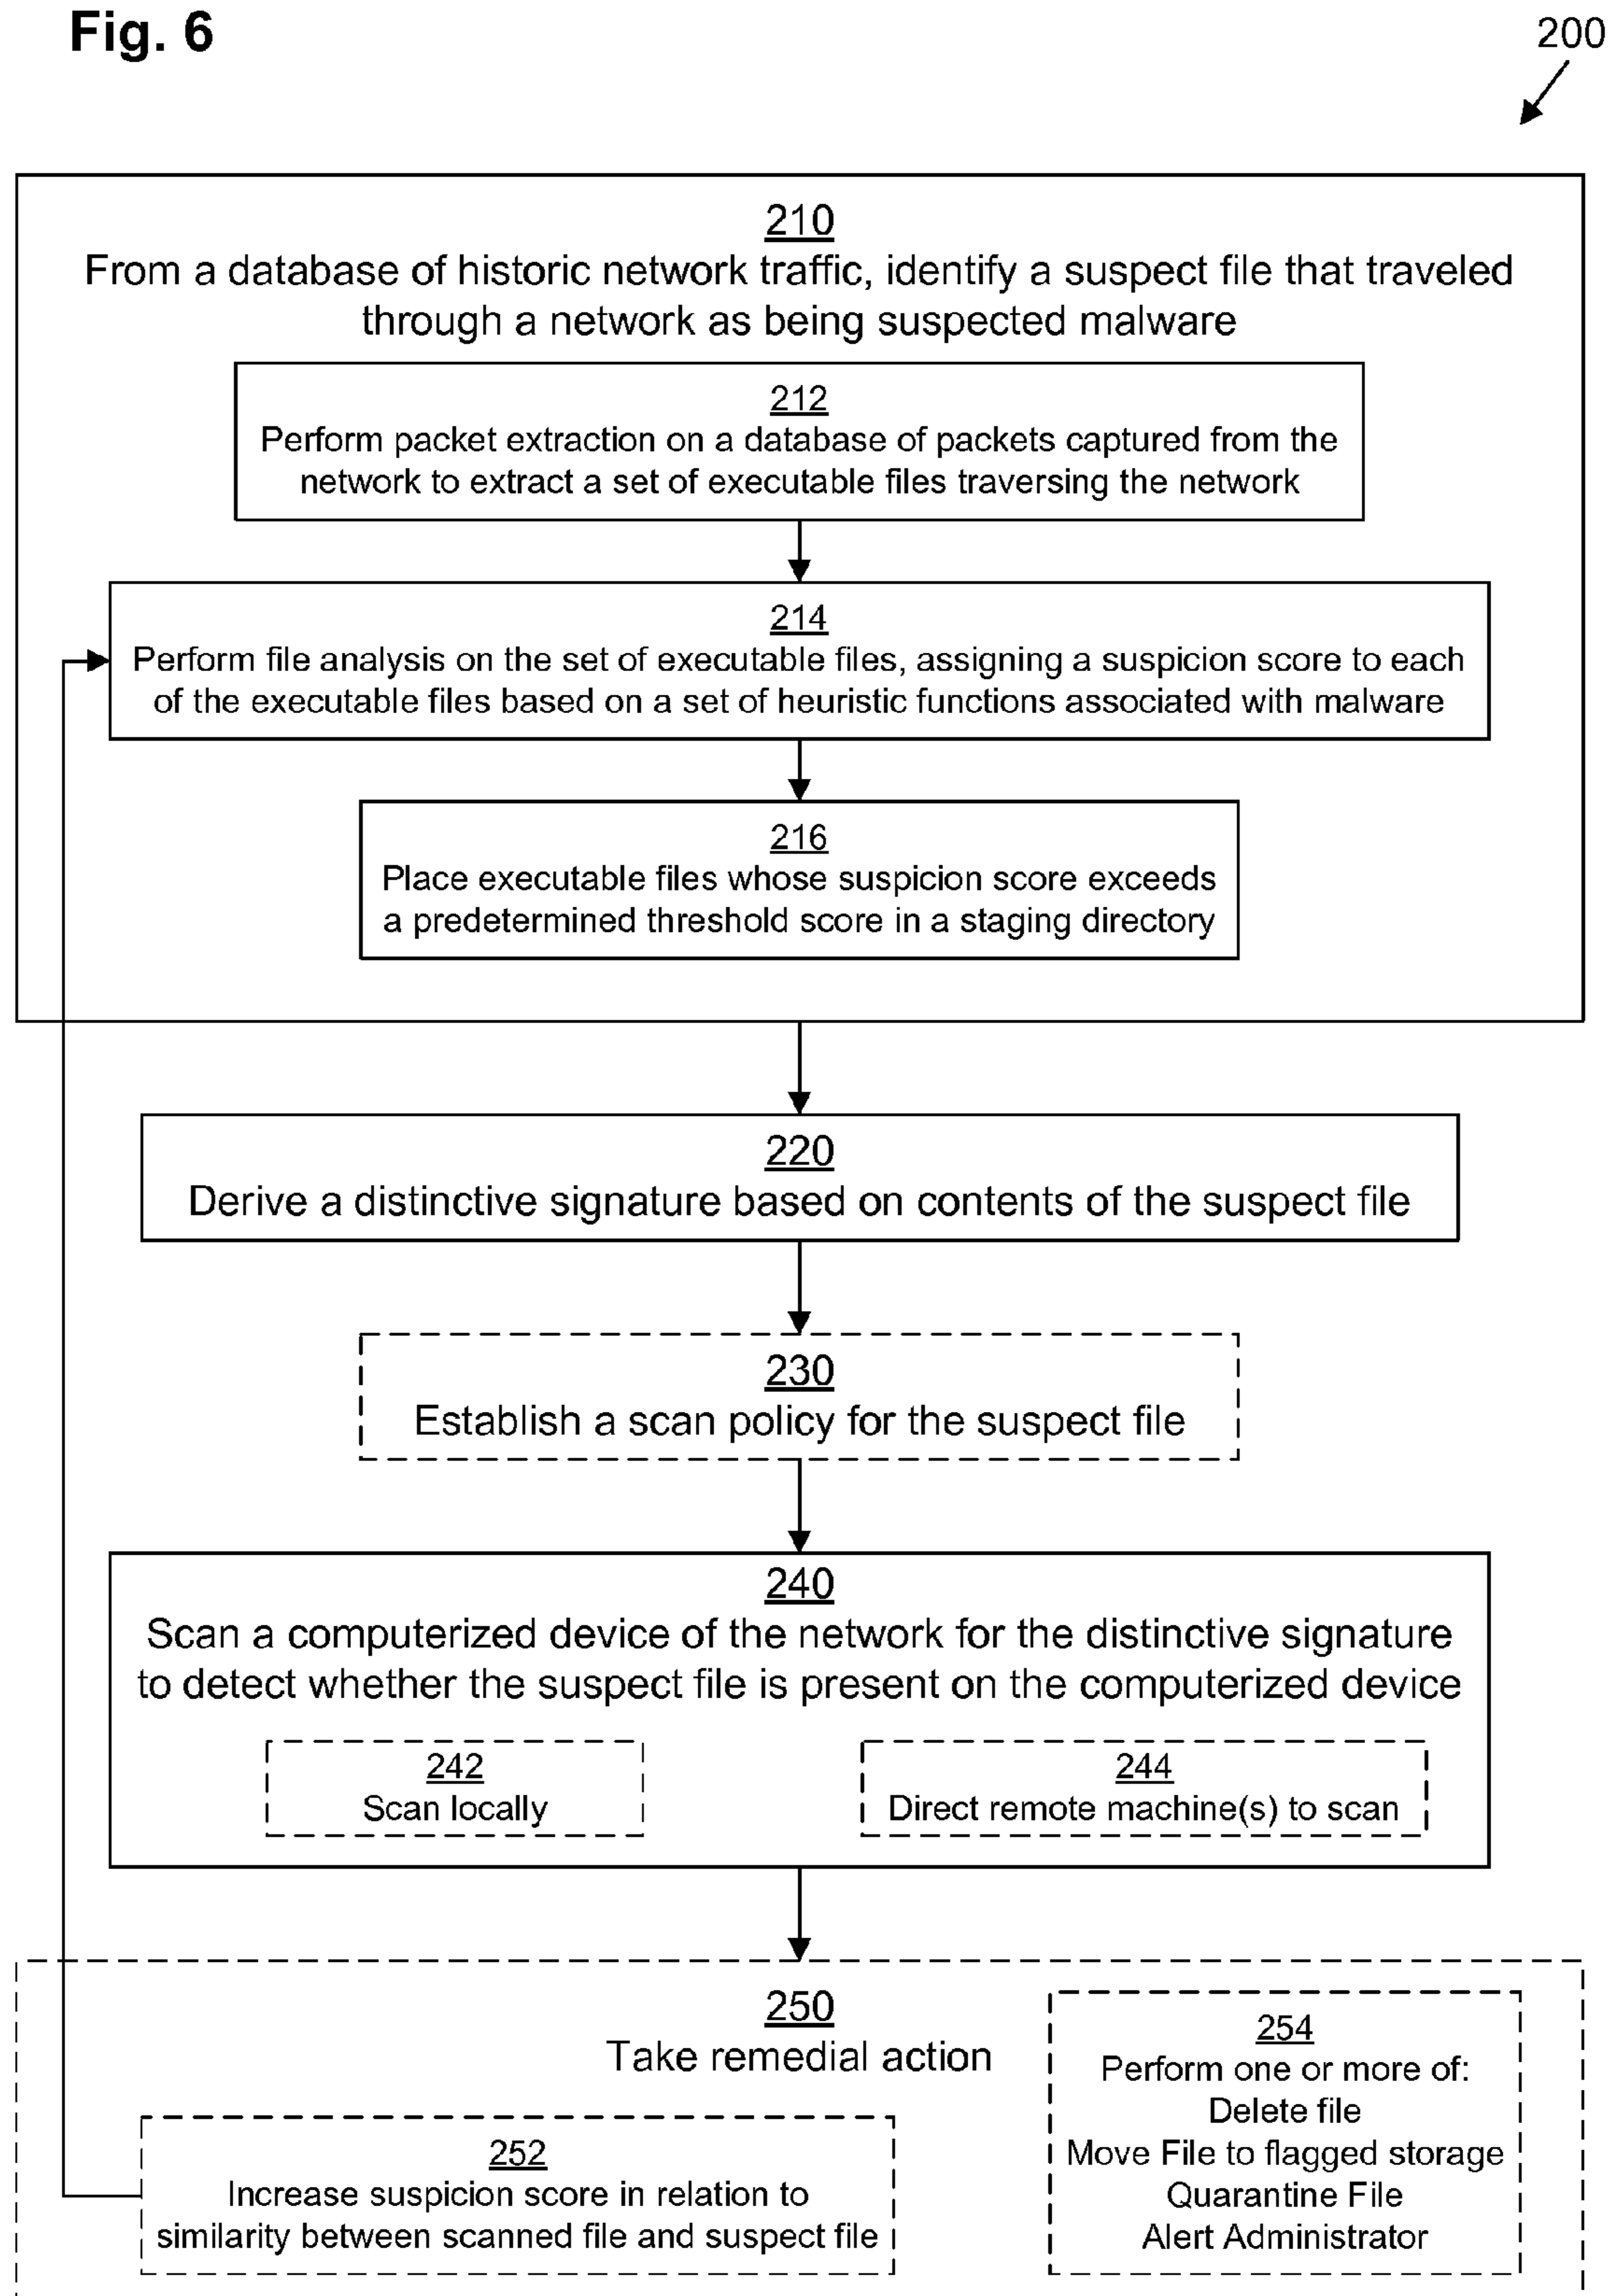 Fig. 6
200
210
From a database of historic network traffic, identify a suspect file that traveled
through a network as being suspected malware
212
Perform packet extraction on a database of packets captured from the
network to extract a set of executable files traversing the network
214
Perform file analysis on the set of executable files, assigning a suspicion score to each
of the executable files based on a set of heuristic functions associated with malware
216
Place executable files whose suspicion score exceeds
a predetermined threshold score in a staging directory
220
Derive a distinctive signature based on contents of the suspect file
230
Establish a scan policy for the suspect file
240
Scan a computerized device of the network for the distinctive signature
to detect whether the suspect file is present on the computerized device
242
Scan locally
244
Direct remote machine(s) to scan
250
Take remedial action
252
Increase suspicion score in relation to
similarity between scanned file and suspect file
254
Perform one or more of:
Delete file
Move File to flagged storage
Quarantine File
Alert Administrator